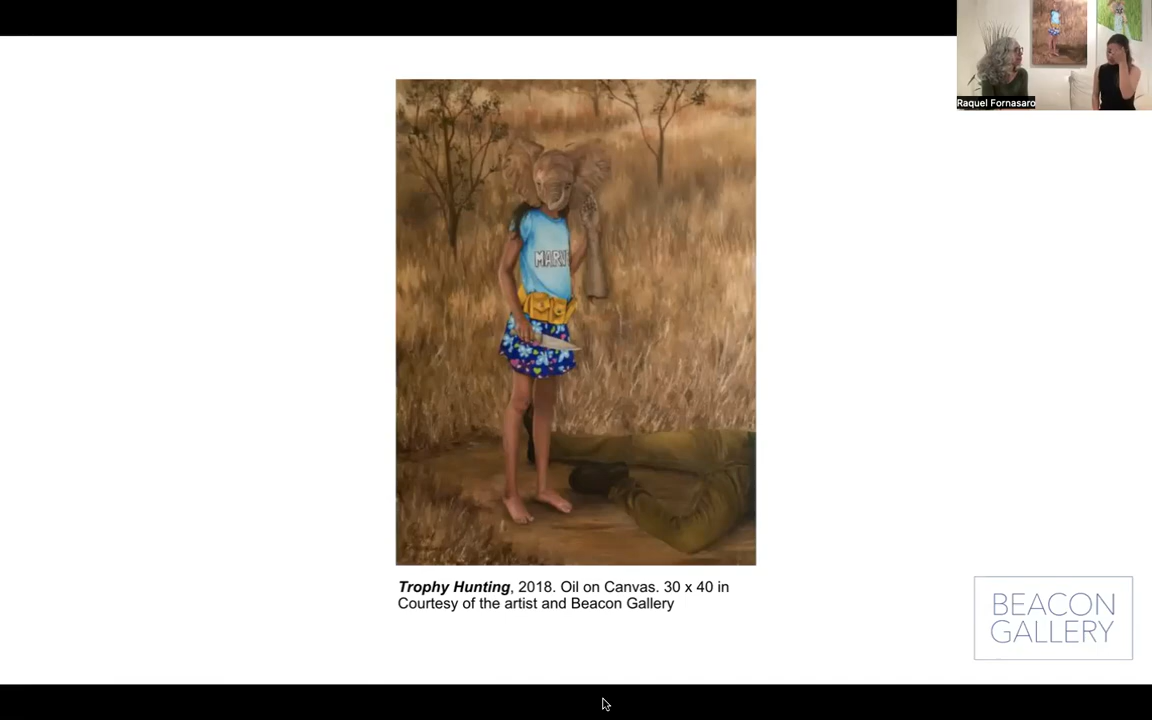 Raquel Fornasaro
MARV
Trophy Hunting, 2018. Oil on Canvas. 30 x 40 in
Courtesy of the artist and Beacon Gallery
BEACON
GALLERY